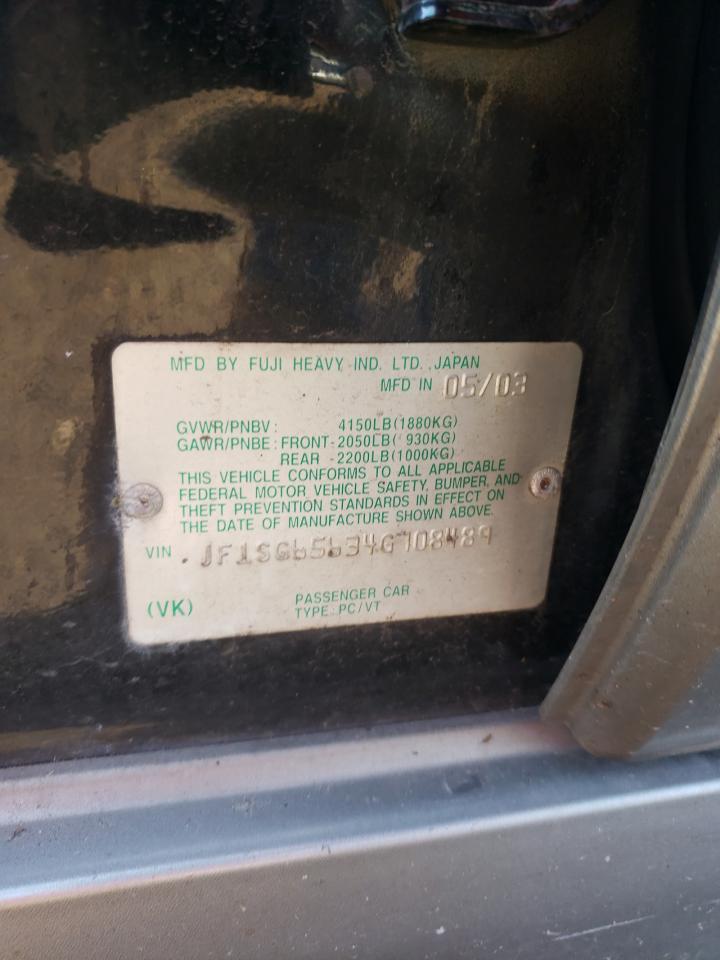 MFD BY FUJI HEAVY IND. LTD. JAPAN
MFD IN 05/03
GVWR/PNBV: 4150LB(1880KG)
GAWR/PNBE: FRONT-2050LB( 930KG)
REAR -2200LB(1000KG)
THIS VEHICLE CONFORMS TO ALL APPLICABLE
FEDERAL MOTOR VEHICLE SAFETY, BUMPER, AND
THEFT PREVENTION STANDARDS IN EFFECT ON
THE DATE OF MANUFACTURE SHOWN ABOVE.
VIN JF1SG65634G708489
PASSENGER CAR
(VK) TYPE: PC/VT